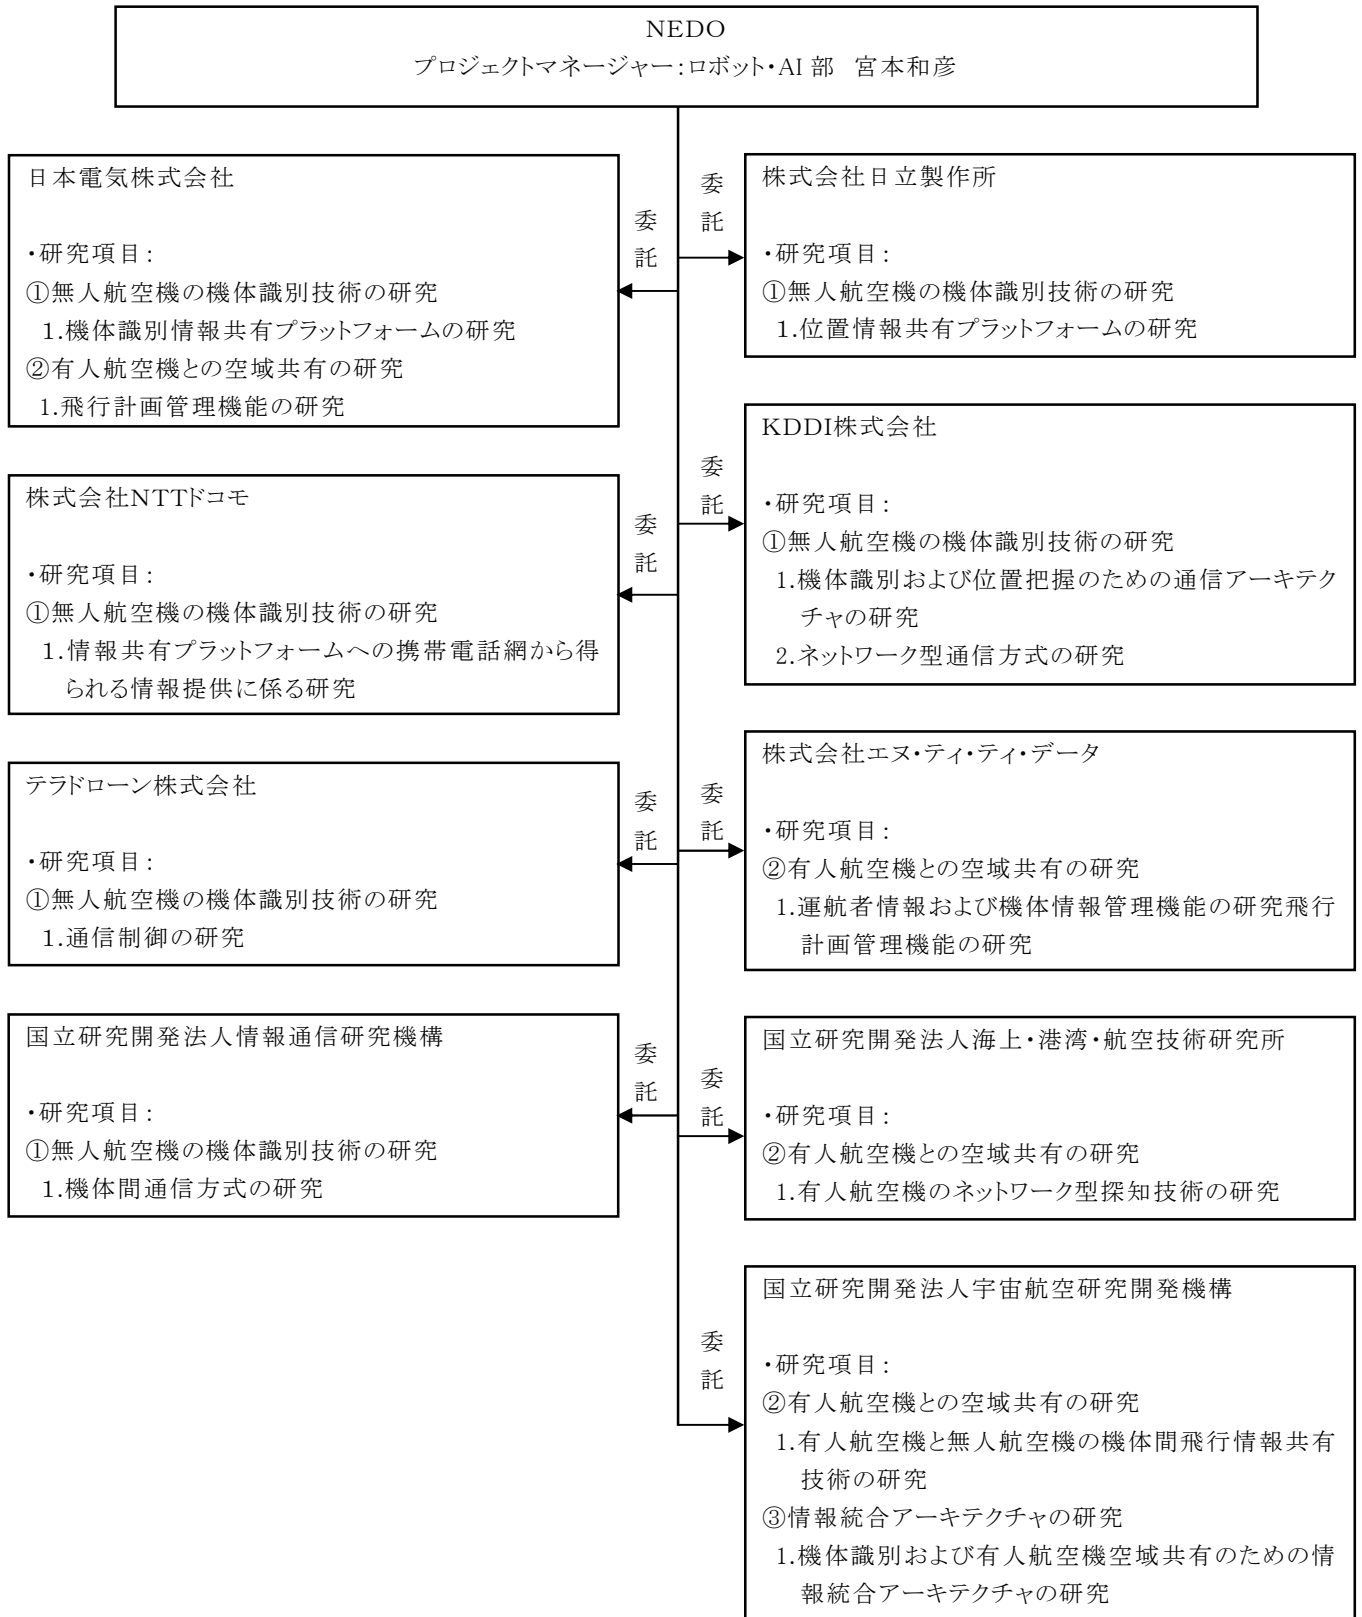 NEDO
プロジェクトマネージャー：ロボット・AI 部　宮本和彦
日本電気株式会社
・研究項目：
①無人航空機の機体識別技術の研究
1.機体識別情報共有プラットフォームの研究
②有人航空機との空域共有の研究
1.飛行計画管理機能の研究
委託
委託
株式会社日立製作所
・研究項目：
①無人航空機の機体識別技術の研究
1.位置情報共有プラットフォームの研究
株式会社NTTドコモ
・研究項目：
①無人航空機の機体識別技術の研究
1.情報共有プラットフォームへの携帯電話網から得
られる情報提供に係る研究
委託
委託
KDDI株式会社
・研究項目：
①無人航空機の機体識別技術の研究
1.機体識別および位置把握のための通信アーキテク
チャの研究
2.ネットワーク型通信方式の研究
テラドローン株式会社
・研究項目：
①無人航空機の機体識別技術の研究
1.通信制御の研究
委託
委託
株式会社エヌ・ティ・ティ・データ
・研究項目：
②有人航空機との空域共有の研究
1.運航者情報および機体情報管理機能の研究飛行
計画管理機能の研究
国立研究開発法人情報通信研究機構
・研究項目：
①無人航空機の機体識別技術の研究
1.機体間通信方式の研究
委託
委託
国立研究開発法人海上・港湾・航空技術研究所
・研究項目：
②有人航空機との空域共有の研究
1.有人航空機のネットワーク型探知技術の研究
委託
国立研究開発法人宇宙航空研究開発機構
・研究項目：
②有人航空機との空域共有の研究
1.有人航空機と無人航空機の機体間飛行情報共有
技術の研究
③情報統合アーキテクチャの研究
1.機体識別および有人航空機空域共有のための情
報統合アーキテクチャの研究